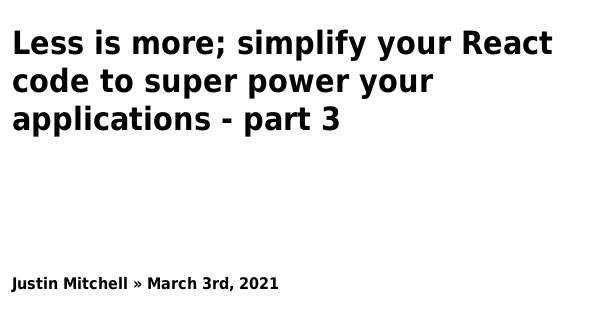 Less is more; simplify your React
code to super power your
applications - part 3
Justin Mitchell » March 3rd, 2021